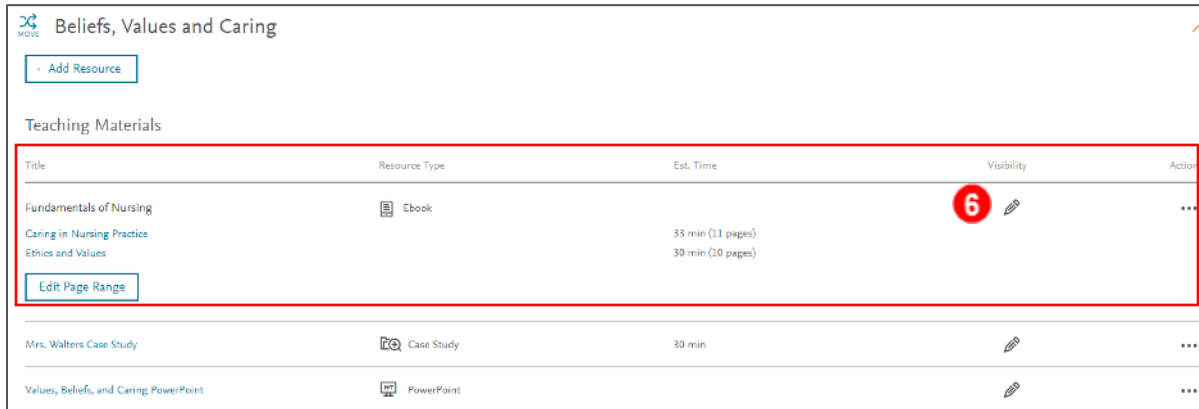 MOVE Beliefs, Values and Caring
+ Add Resource
Teaching Materials
Title Resource Type Est. Time Visibility Action
Fundamentals of Nursing Ebook 6
Caring in Nursing Practice 33 min (11 pages)
Ethics and Values 30 min (10 pages)
Edit Page Range
Mrs. Walters Case Study Case Study 30 min
Values, Beliefs, and Caring PowerPoint PowerPoint